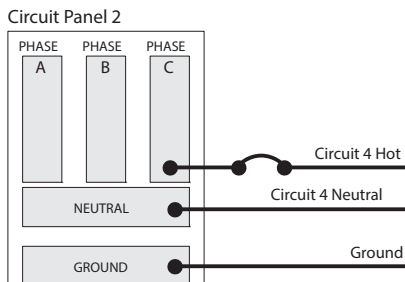 Circuit Panel 2
PHASE PHASE PHASE
A B C
Circuit 4 Hot
Circuit 4 Neutral
NEUTRAL
Ground
GROUND